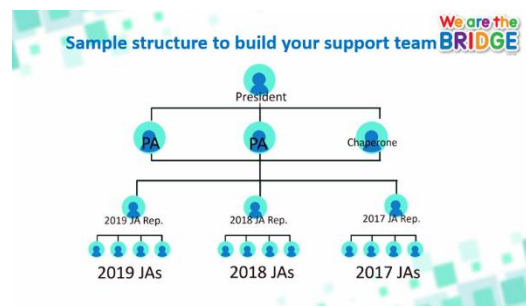 We are the
BRIDGE
Sample structure to build your support team
President
PA
PA
Chaperone
2019 JA Rep.
2018 JA Rep.
2017 JA Rep.
2019 JAs
2018 JAs
2017 JAs